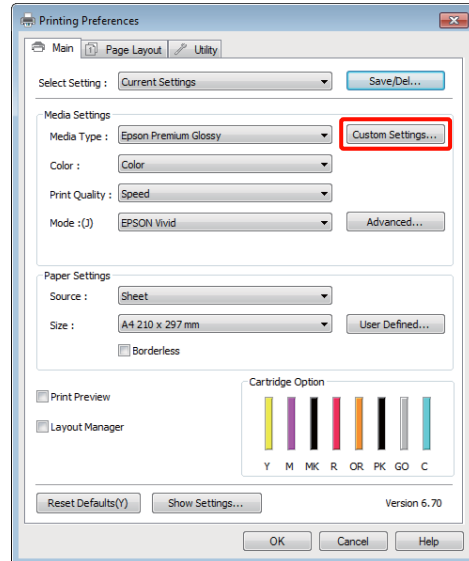 Printing Preferences
Main Page Layout Utility
Select Setting : Current Settings Save/Del...
Media Settings
Media Type : Epson Premium Glossy Custom Settings...
Color : Color
Print Quality : Speed
Mode :(J) EPSON Vivid Advanced...
Paper Settings
Source : Sheet
Size : A4 210 x 297 mm User Defined...
Borderless
Print Preview
Layout Manager
Cartridge Option
Y M MK R OR PK GO C
Reset Defaults(Y) Show Settings... Version 6.70
OK Cancel Help